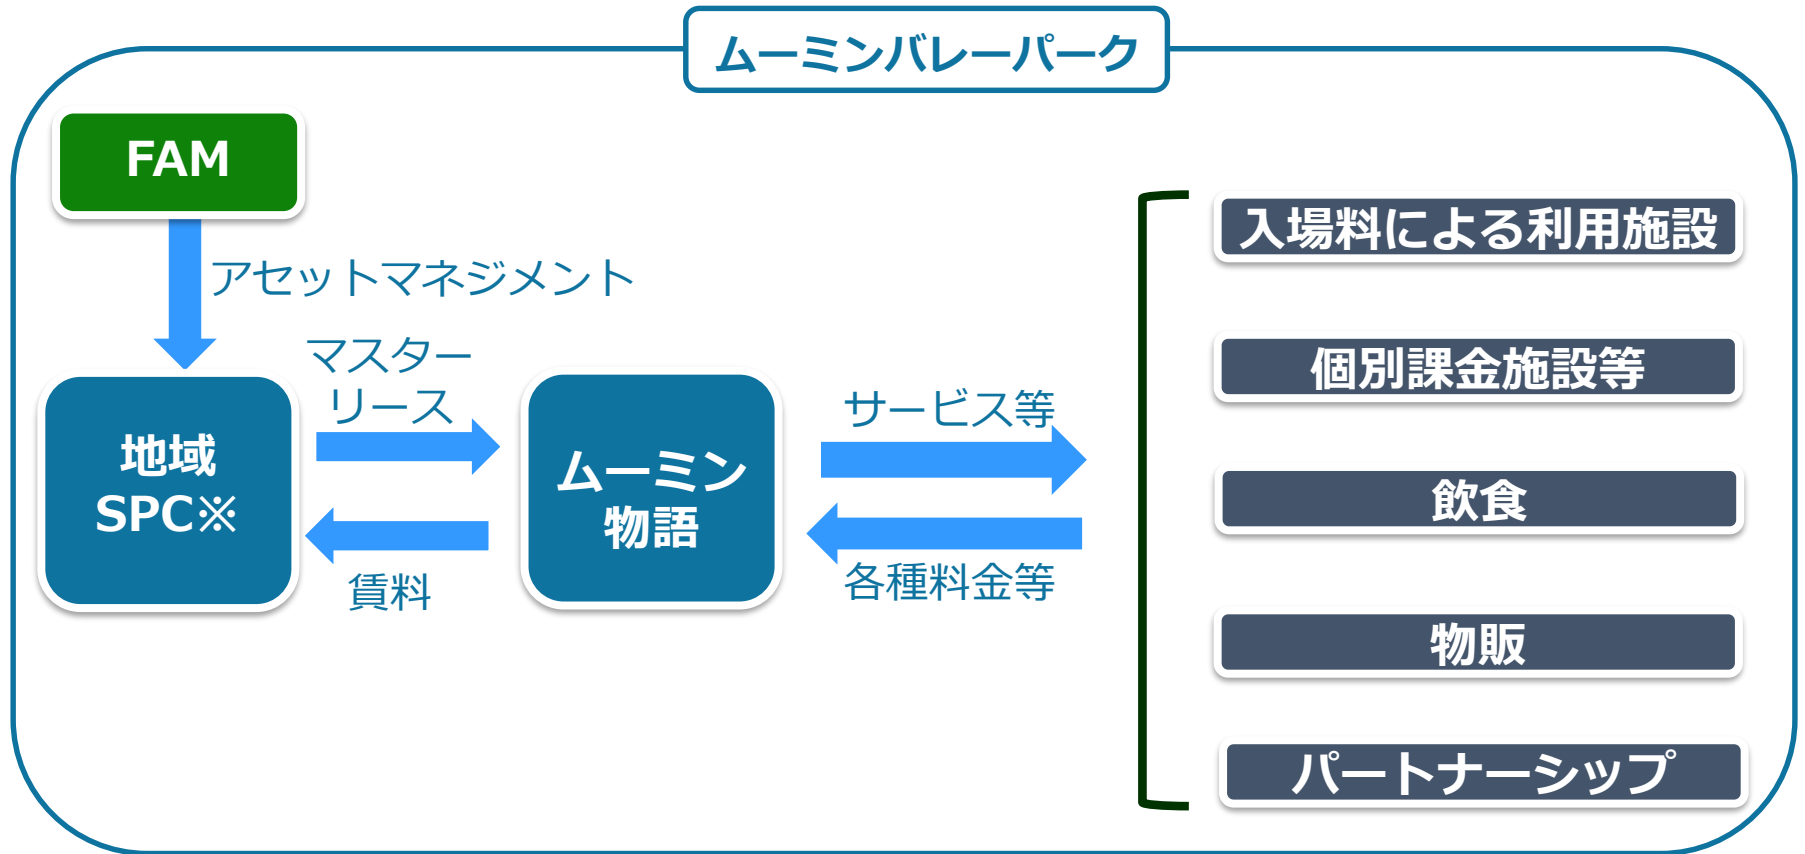 ムーミンバレーパーク
FAM
アセットマネジメント
マスター
リース
地域
SPC※
賃料
ムーミン
物語
サービス等
各種料金等
入場料による利用施設
個別課金施設等
飲食
物販
パートナーシップ